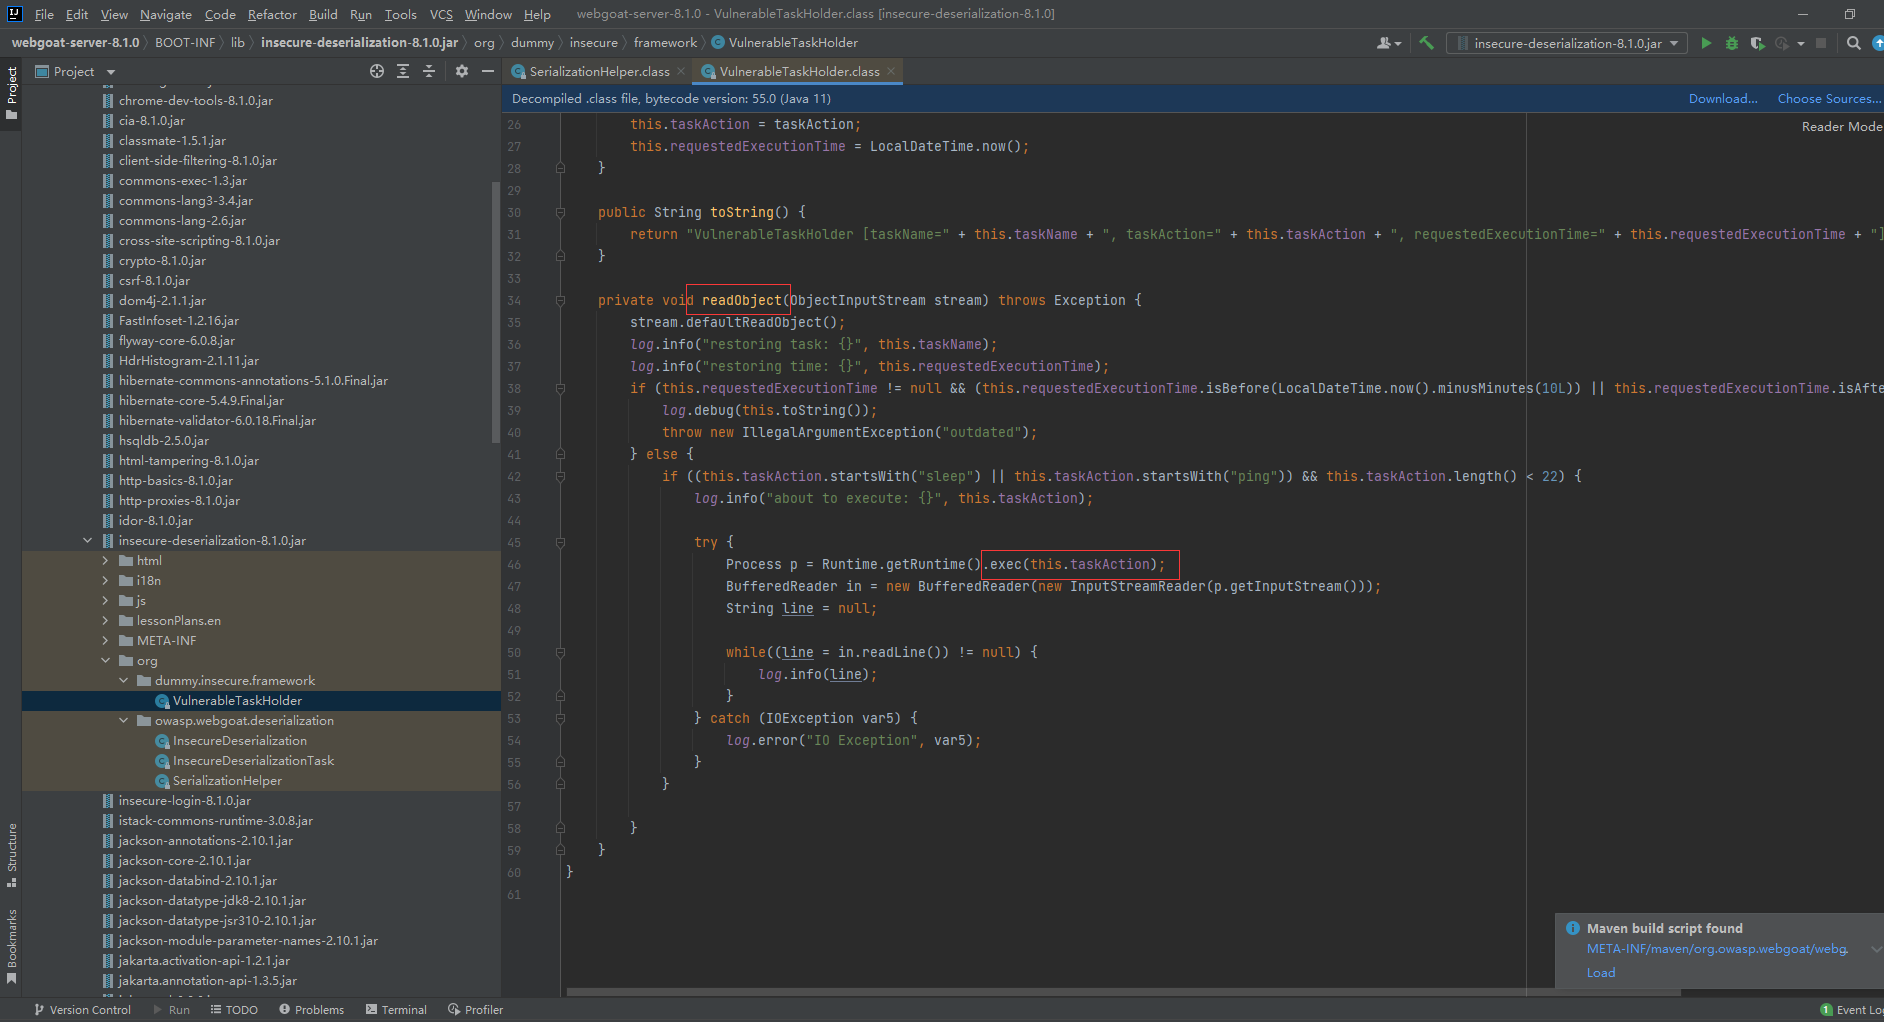 File Edit View Navigate Code Refactor Build Run Tools VCS Window Help webgoat-server-8.1.0 - VulnerableTaskHolder.class [insecure-deserialization-8.1.0]
webgoat-server-8.1.0 BOOT-INF lib insecure-deserialization-8.1.0.jar org dummy insecure framework VulnerableTaskHolder insecure-deserialization-8.1.0.jar
Project
Project
SerializationHelper.class VulnerableTaskHolder.class
Decompiled .class file, bytecode version: 55.0 (Java 11) Download... Choose Sources...
Reader Mode
chrome-dev-tools-8.1.0.jar
cia-8.1.0.jar
classmate-1.5.1.jar
client-side-filtering-8.1.0.jar
commons-exec-1.3.jar
commons-lang3-3.4.jar
commons-lang-2.6.jar
cross-site-scripting-8.1.0.jar
crypto-8.1.0.jar
csrf-8.1.0.jar
dom4j-2.1.1.jar
FastInfoset-1.2.16.jar
flyway-core-6.0.8.jar
HdrHistogram-2.1.11.jar
hibernate-commons-annotations-5.1.0.Final.jar
hibernate-core-5.4.9.Final.jar
hibernate-validator-6.0.18.Final.jar
hsqldb-2.5.0.jar
html-tampering-8.1.0.jar
http-basics-8.1.0.jar
http-proxies-8.1.0.jar
idor-8.1.0.jar
insecure-deserialization-8.1.0.jar
html
i18n
js
lessonPlans.en
META-INF
org
dummy.insecure.framework
VulnerableTaskHolder
owasp.webgoat.deserialization
InsecureDeserialization
InsecureDeserializationTask
SerializationHelper
insecure-login-8.1.0.jar
istack-commons-runtime-3.0.8.jar
jackson-annotations-2.10.1.jar
jackson-core-2.10.1.jar
jackson-databind-2.10.1.jar
jackson-datatype-jdk8-2.10.1.jar
jackson-datatype-jsr310-2.10.1.jar
jackson-module-parameter-names-2.10.1.jar
jakarta.activation-api-1.2.1.jar
jakarta.annotation-api-1.3.5.jar
Structure
Bookmarks
26 this.taskAction = taskAction;
27 this.requestedExecutionTime = LocalDateTime.now();
28 }
29
30 public String toString() {
31 return "VulnerableTaskHolder [taskName=" + this.taskName + ", taskAction=" + this.taskAction + ", requestedExecutionTime=" + this.requestedExecutionTime + "]
32 }
33
34 private void readObject(ObjectInputStream stream) throws Exception {
35 stream.defaultReadObject();
36 log.info("restoring task: {}", this.taskName);
37 log.info("restoring time: {}", this.requestedExecutionTime);
38 if (this.requestedExecutionTime != null && (this.requestedExecutionTime.isBefore(LocalDateTime.now().minusMinutes(10L)) || this.requestedExecutionTime.isAfte
39 log.debug(this.toString());
40 throw new IllegalArgumentException("outdated");
41 } else {
42 if ((this.taskAction.startsWith("sleep") || this.taskAction.startsWith("ping")) && this.taskAction.length() < 22) {
43 log.info("about to execute: {}", this.taskAction);
44
45 try {
46 Process p = Runtime.getRuntime().exec(this.taskAction);
47 BufferedReader in = new BufferedReader(new InputStreamReader(p.getInputStream()));
48 String line = null;
49
50 while((line = in.readLine()) != null) {
51 log.info(line);
52 }
53 } catch (IOException var5) {
54 log.error("IO Exception", var5);
55 }
56 }
57
58 }
59 }
60 }
61
Maven build script found
META-INF/maven/org.owasp.webgoat/webg.
Load
Version Control Run TODO Problems Terminal Profiler 1 Event Log